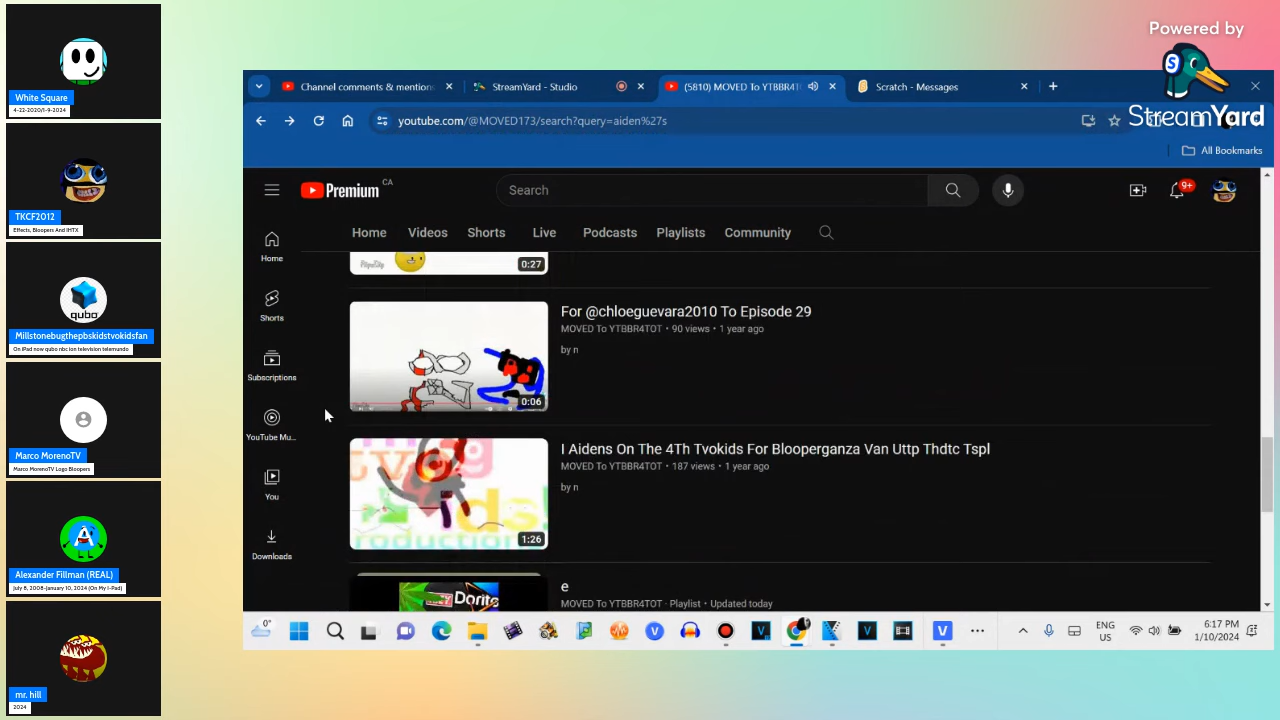 White Square
4-22-2020/1-9-2024
TKCF2012
Effects, Bloopers And IHTX
qubo
Millstonebugthepbskidstvokidsfan
On iPad now qubo nbc ion television telemundo
Marco MorenoTV
Marco MorenoTV Logo Bloopers
A
Alexander Fillman (REAL)
July 8, 2008-January 10, 2024 (On My I-Pad)
mr. hill
2024
Powered by
S
StreamYard
Channel comments & mentions
StreamYard - Studio
(5810) MOVED To YTBBR4T
Scratch - Messages
youtube.com/@MOVED173/search?query=aiden%27s
All Bookmarks
Premium
CA
Search
9+
Home
Videos
Shorts
Live
Podcasts
Playlists
Community
Home
Shorts
Subscriptions
YouTube Mu...
You
Downloads
FlipaClip
0:27
For @chloeguevara2010 To Episode 29
MOVED To YTBBR4TOT • 90 views • 1 year ago
by n
0:06
I Aidens On The 4Th Tvokids For Blooperganza Van Uttp Thdtc Tspl
MOVED To YTBBR4TOT • 187 views • 1 year ago
by n
1:26
e
MOVED To YTBBR4TOT · Playlist • Updated today
Dorito
0°
ENG
US
6:17 PM
1/10/2024